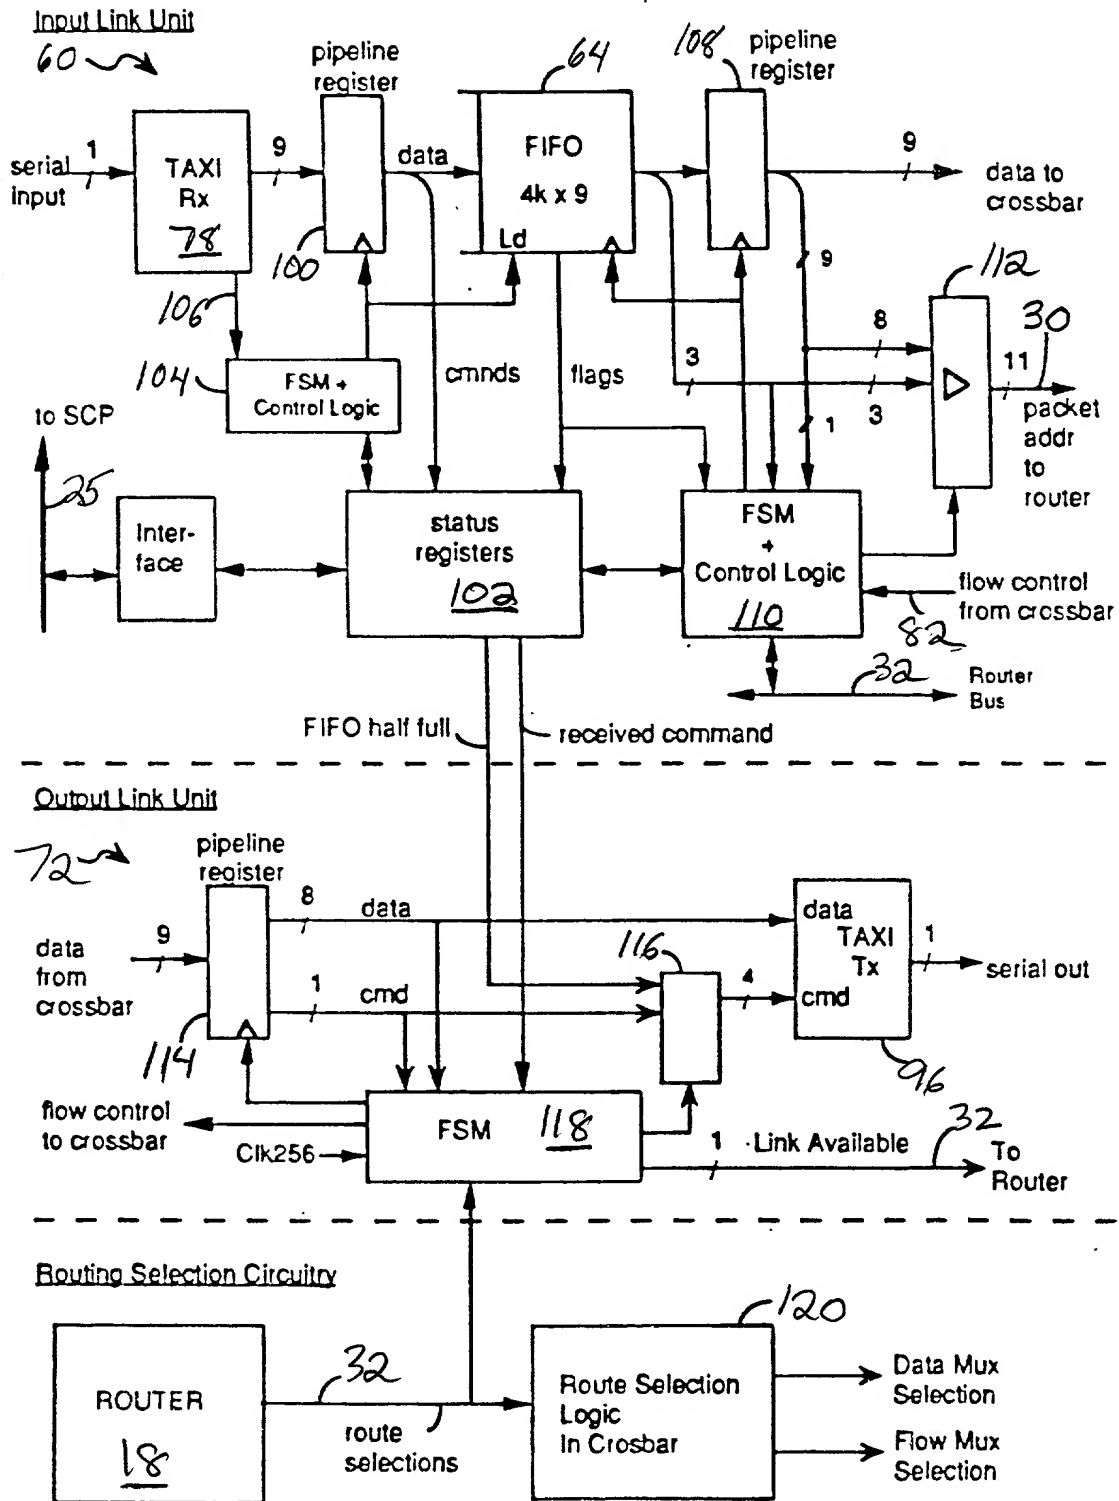 Input Link Unit
60
pipeline
register
64
108
pipeline
register
serial
input
1
TAXI
Rx
78
9
data
FIFO
4k x 9
Ld
9
data to
crossbar
100
9
112
106
8
30
11
104
FSM +
Control Logic
cmnds
flags
3
3
1
packet
addr
to
router
to SCP
25
Inter-
face
status
registers
102
FSM
+
Control Logic
110
flow control
from crossbar
82
32
Router
Bus
FIFO half full
received command
Output Link Unit
72
pipeline
register
8
data
data
TAXI
Tx
cmd
1
serial out
9
data
from
crossbar
1
cmd
116
4
114
96
flow control
to crossbar
FSM
118
Clk256
1
Link Available
32
To
Router
Routing Selection Circuitry
120
ROUTER
18
32
route
selections
Route Selection
Logic
In Crosbar
Data Mux
Selection
Flow Mux
Selection